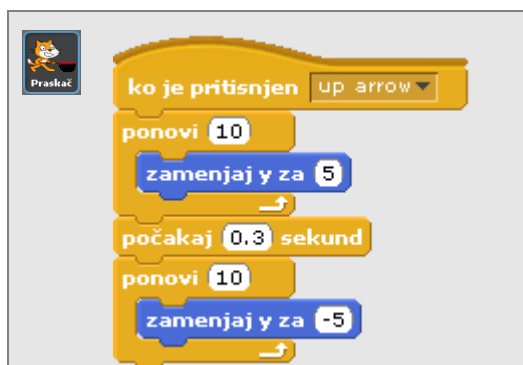 Praskač
ko je pritisnjen up arrow
ponovi 10
zamenjaj y za 5
počakaj 0.3 sekund
ponovi 10
zamenjaj y za -5